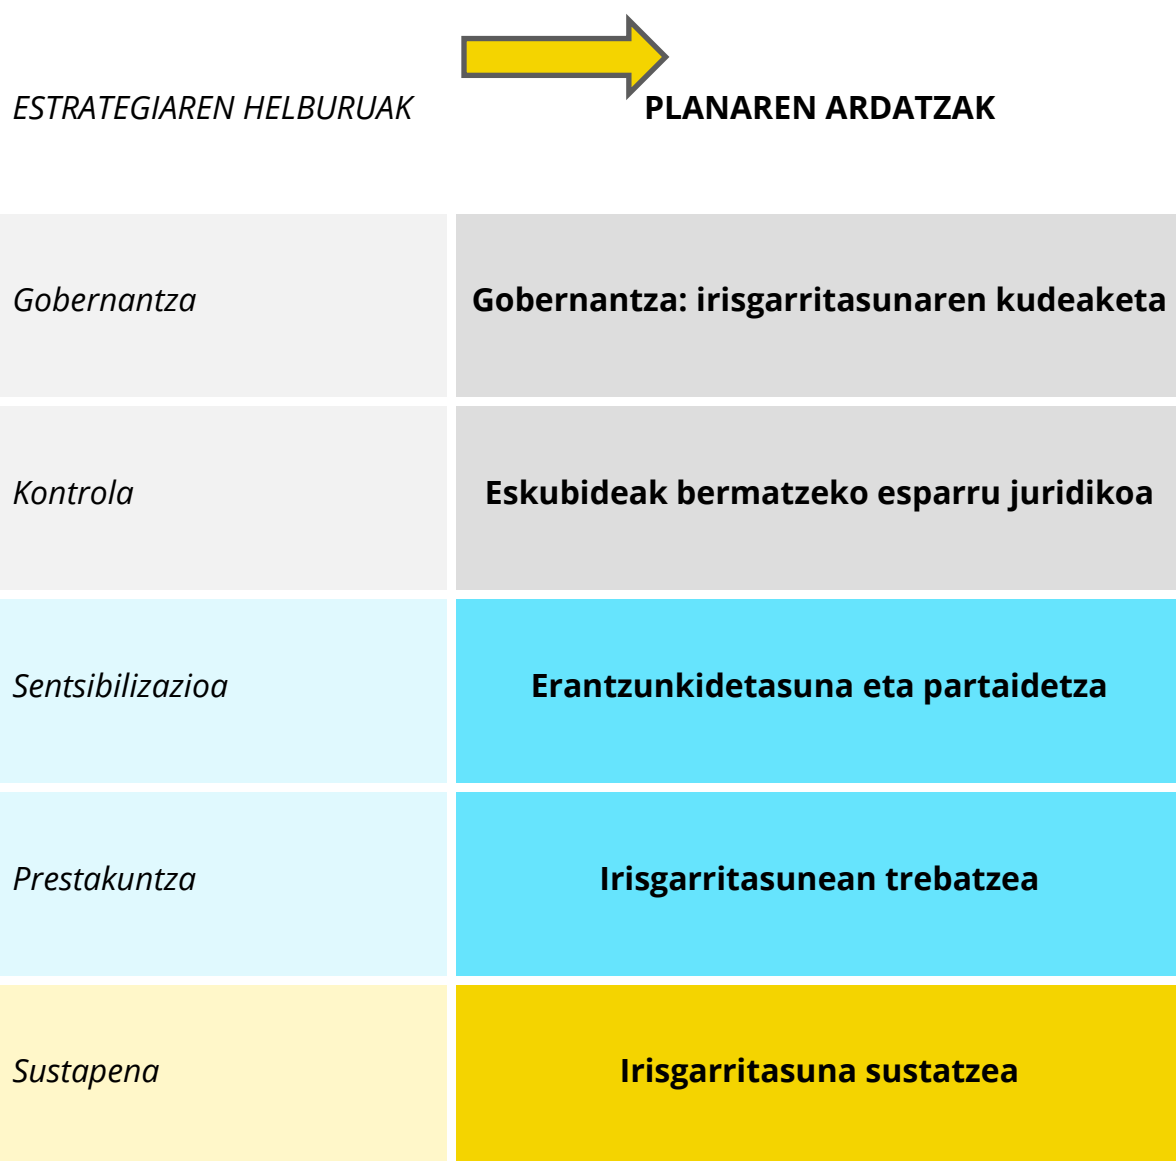 ESTRATEGIAREN HELBURUAK
PLANAREN ARDATZAK
Gobernantza
Gobernantza: irisgarritasunaren kudeaketa
Kontrola
Eskubideak bermatzeko esparru juridikoa
Sentsibilizazioa
Erantzunkidetasuna eta partaidetza
Prestakuntza
Irisgarritasunean trebatzea
Sustapena
Irisgarritasuna sustatzea